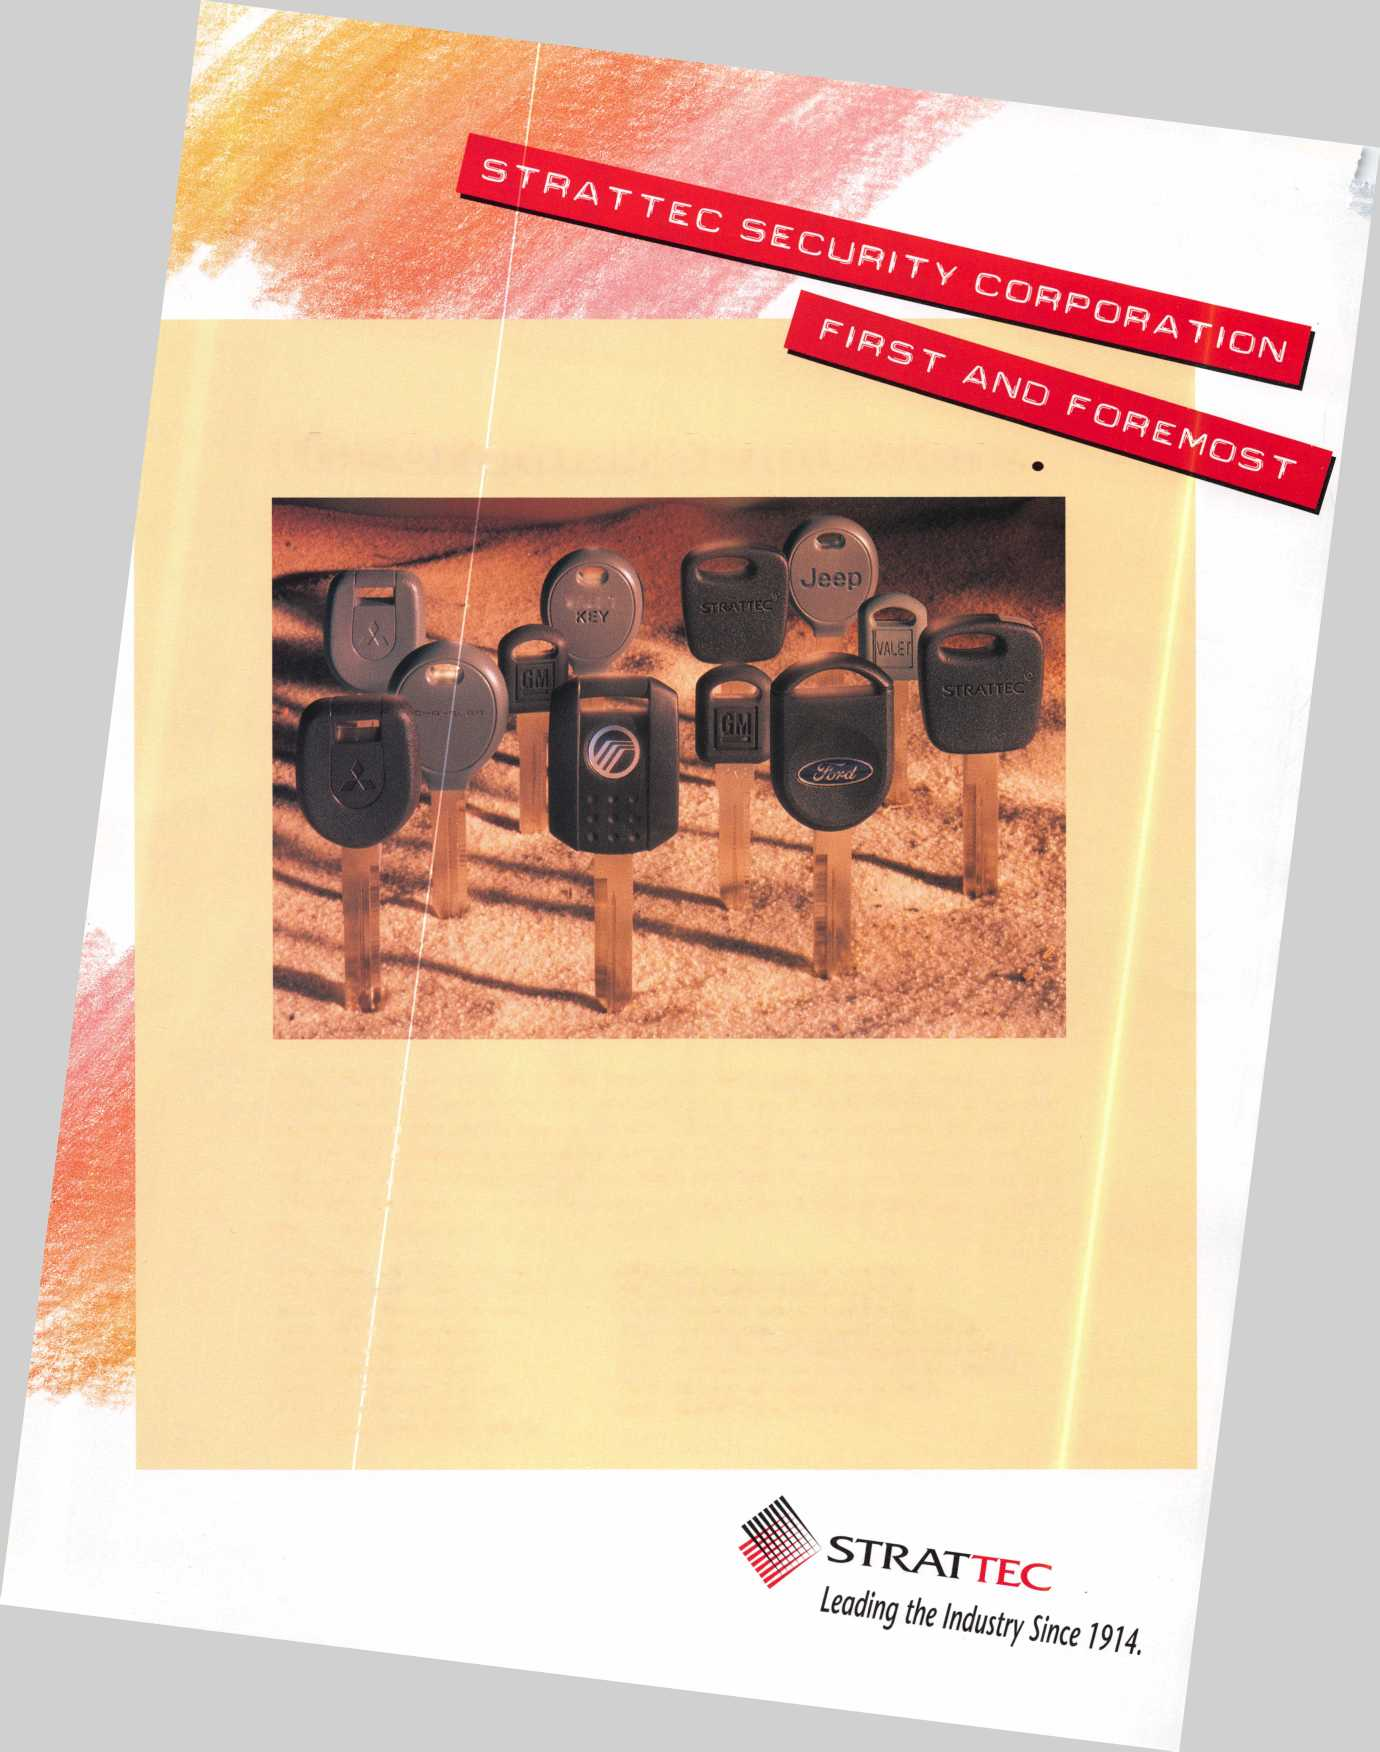 STRATTEC SECURITY CORPORATION
FIRST AND FOREMOST
Jeep
KEY
STRATTEC
VALET
GM
STRATTEC
CHRYSLER
GM
Ford
STRATTEC
Leading the Industry Since 1914.